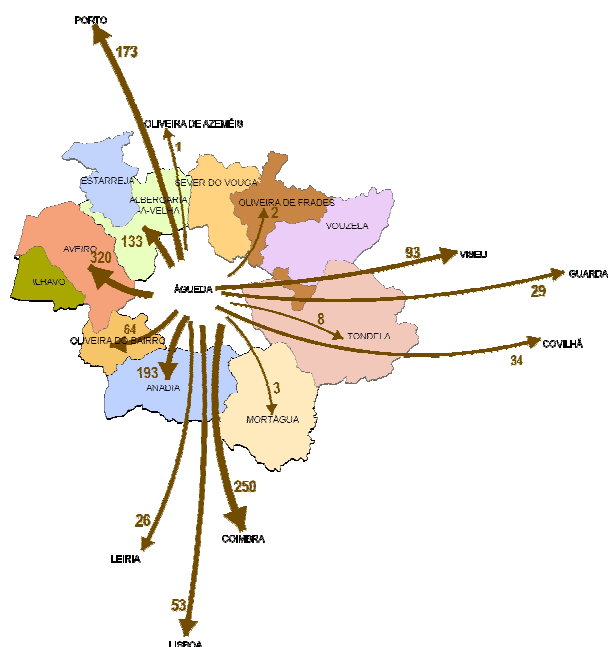 PORTO
173
OLIVEIRA DE AZEMÉIS
1
ESTARREJA
SEVER DO VOUGA
ALBERGARIA
-A-VELHA
OLIVEIRA DE FRADES
2
VOUZELA
133
AVEIRO
320
93
VISEU
GUARDA
ÍLHAVO
ÁGUEDA
29
8
64
OLIVEIRA DO BAIRRO
TONDELA
COVILHÃ
34
193
ANADIA
3
MORTÁGUA
250
26
COIMBRA
LEIRIA
53
LISBOA